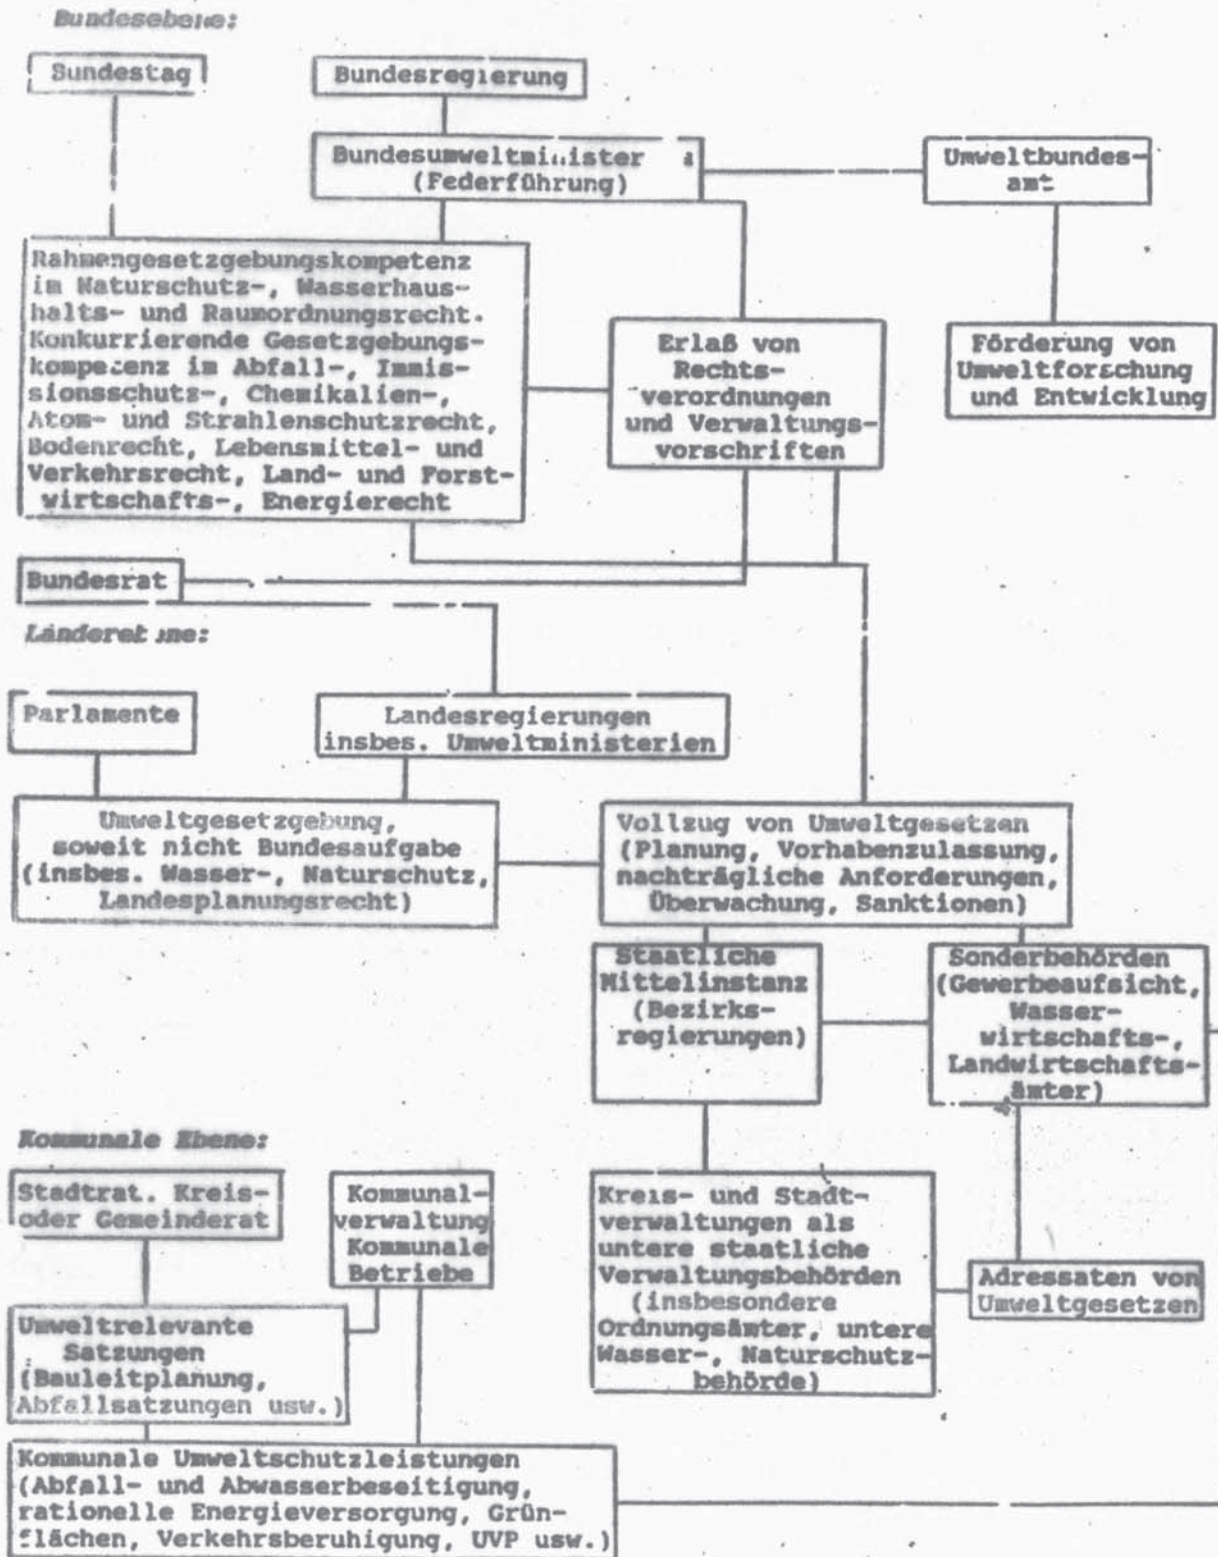 Bundesebene:
Bundestag
Bundesregierung
Bundesumweltminister
(Federführung)
Umweltbundes-
amt
Rahmengesetzgebungskompetenz
im Naturschutz-, Wasserhaus-
halts- und Raumordnungsrecht.
Konkurrierende Gesetzgebungs-
kompetenz im Abfall-, Immis-
sionsschutz-, Chemikalien-,
Atom- und Strahlenschutzrecht,
Bodenrecht, Lebensmittel- und
Verkehrsrecht, Land- und Forst-
wirtschafts-, Energierecht
Erlaß von
Rechts-
verordnungen
und Verwaltungs-
vorschriften
Förderung von
Umweltforschung
und Entwicklung
Bundesrat
Länderebene:
Parlamente
Landesregierungen
insbes. Umweltministerien
Umweltgesetzgebung,
soweit nicht Bundesaufgabe
(insbes. Wasser-, Naturschutz,
Landesplanungsrecht)
Vollzug von Umweltgesetzen
(Planung, Vorhabenzulassung,
nachträgliche Anforderungen,
Überwachung, Sanktionen)
Staatliche
Mittelinstanz
(Bezirks-
regierungen)
Sonderbehörden
(Gewerbeaufsicht,
Wasser-
wirtschafts-,
Landwirtschafts-
ämter)
Kommunale Ebene:
Stadtrat. Kreis-
oder Gemeinderat
Kommunal-
verwaltung
Kommunale
Betriebe
Kreis- und Stadt-
verwaltungen als
untere staatliche
Verwaltungsbehörden
(insbesondere
Ordnungsämter, untere
Wasser-, Naturschutz-
behörde)
Adressaten von
Umweltgesetzen
Umweltrelevante
Satzungen
(Bauleitplanung,
Abfallsatzungen usw.)
Kommunale Umweltschutzleistungen
(Abfall- und Abwasserbeseitigung,
rationelle Energieversorgung, Grün-
flächen, Verkehrsberuhigung, UVP usw.)